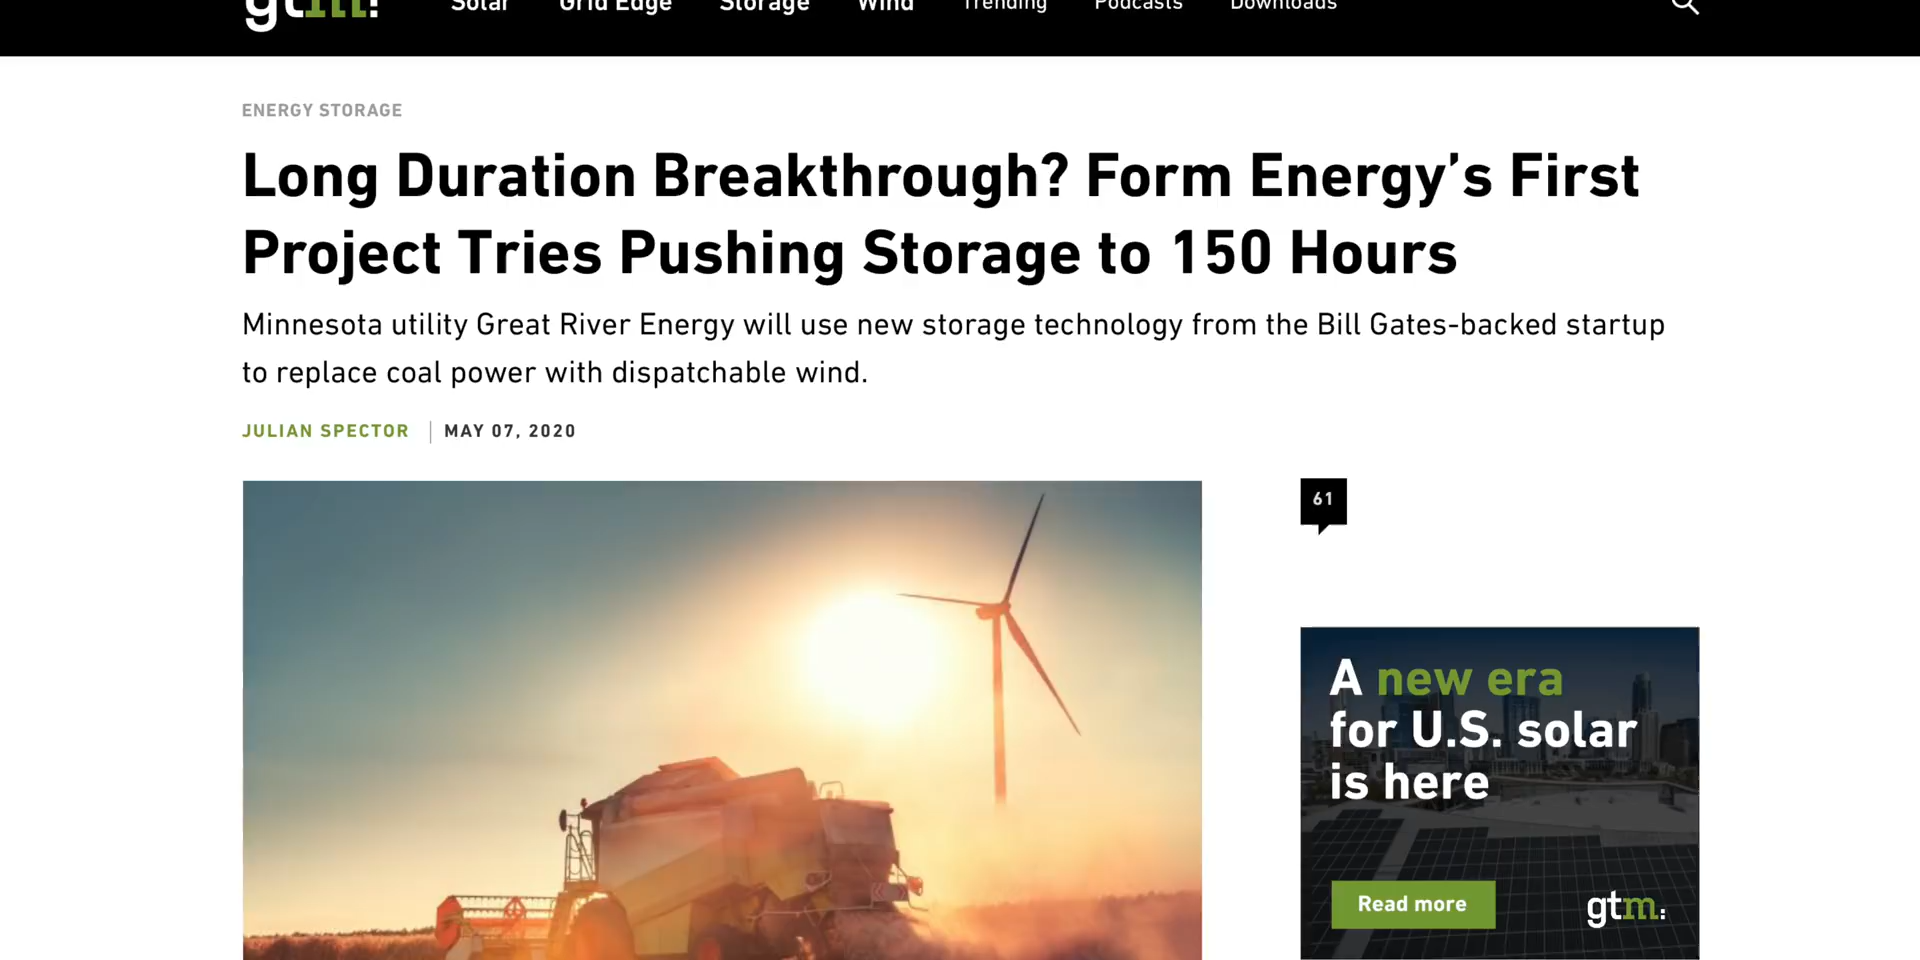 gtm:
Solar Grid Edge Storage Wind Trending Podcasts Downloads
ENERGY STORAGE
Long Duration Breakthrough? Form Energy’s First
Project Tries Pushing Storage to 150 Hours
Minnesota utility Great River Energy will use new storage technology from the Bill Gates-backed startup
to replace coal power with dispatchable wind.
JULIAN SPECTOR | MAY 07, 2020
61
A new era
for U.S. solar
is here
Read more
gtm: